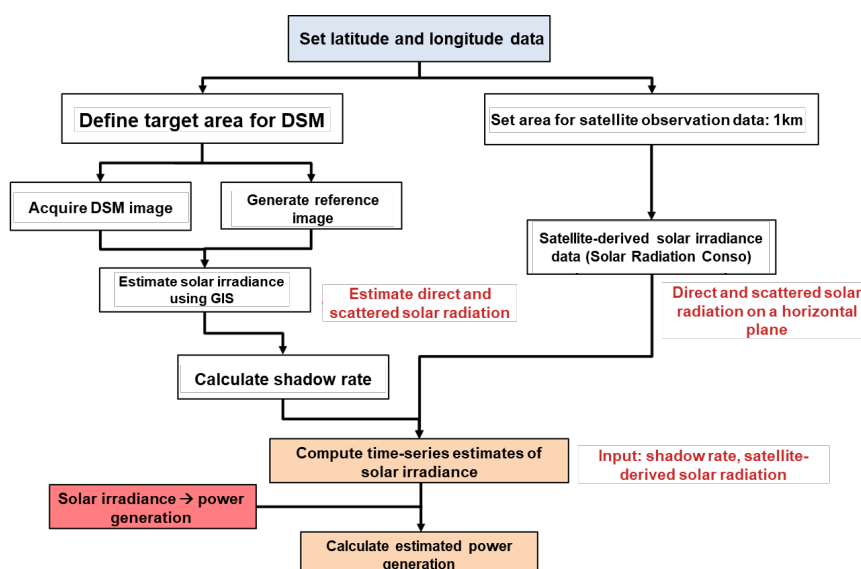 Set latitude and longitude data
Define target area for DSM
Set area for satellite observation data: 1km
Acquire DSM image
Generate reference
image
Satellite-derived solar irradiance
data (Solar Radiation Conso)
Estimate solar irradiance
using GIS
Estimate direct and
scattered solar radiation
Direct and scattered solar
radiation on a horizontal
plane
Calculate shadow rate
Compute time-series estimates of
solar irradiance
Input: shadow rate, satellite-
derived solar radiation
Solar irradiance → power
generation
Calculate estimated power
generation